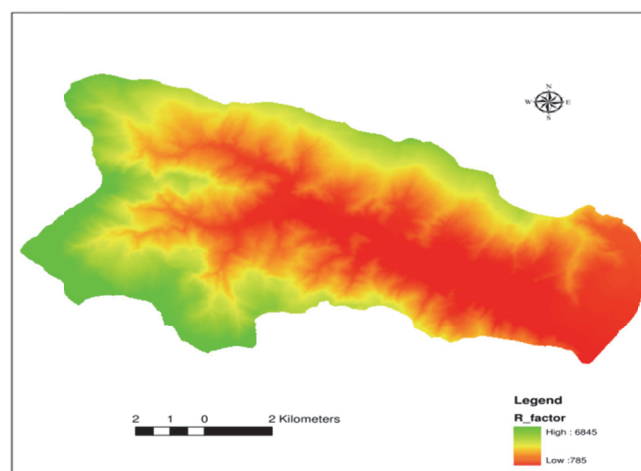 N
W E
S
2 1 0 2 Kilometers
Legend
R_factor
High : 6845
Low :785